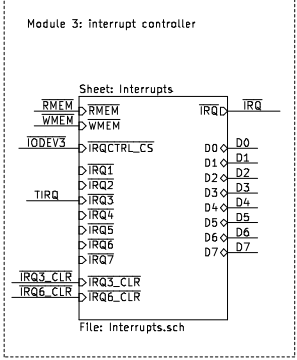 Module 3: interrupt controller
Sheet: Interrupts
RMEM RMEM IRQ IRQ
WMEM WMEM
IODEV3 IRQCTRL_CS D0 D0
D1 D1
IRQ1 D2 D2
IRQ2 D3 D3
TIRQ IRQ3 D4 D4
IRQ4 D5 D5
IRQ5 D6 D6
IRQ6 D7 D7
IRQ7
IRQ3_CLR IRQ3_CLR
IRQ6_CLR IRQ6_CLR
File: Interrupts.sch